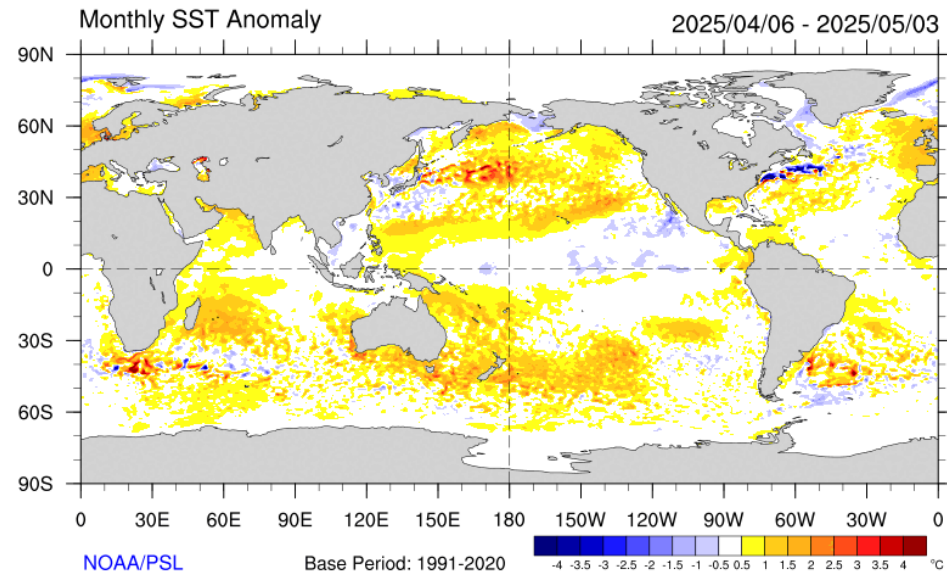 Monthly SST Anomaly 2025/04/06 - 2025/05/03
90N
60N
30N
0
30S
60S
90S
0 30E 60E 90E 120E 150E 180 150W 120W 90W 60W 30W 0
NOAA/PSL Base Period: 1991-2020
-4 -3.5 -3 -2.5 -2 -1.5 -1 -0.5 0.5 1 1.5 2 2.5 3 3.5 4 °C